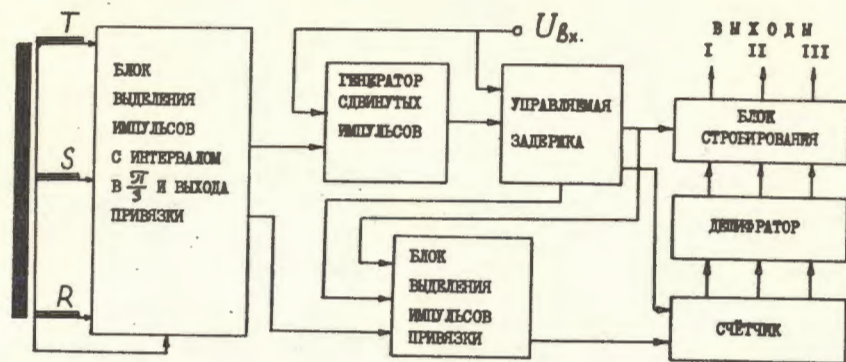 T
S
R
БЛОК
ВЫДЕЛЕНИЯ
ИМПУЛЬСОВ
С ИНТЕРВАЛОМ
В π/3 И ВЫХОДА
ПРИВЯЗКИ
ГЕНЕРАТОР
СДВИНУТЫХ
ИМПУЛЬСОВ
Uвх.
УПРАВЛЯЕМАЯ
ЗАДЕРЖКА
БЛОК
ВЫДЕЛЕНИЯ
ИМПУЛЬСОВ
ПРИВЯЗКИ
ВЫХОДЫ
I II III
БЛОК
СТРОБИРОВАНИЯ
ДЕШИФРАТОР
СЧЁТЧИК